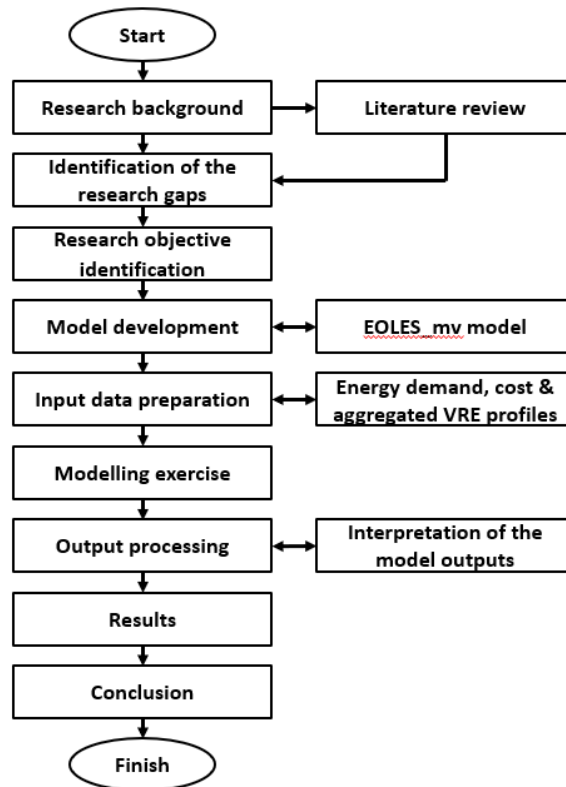 Start
Research background
Literature review
Identification of the
research gaps
Research objective
identification
Model development
EOLES_mv model
Input data preparation
Energy demand, cost &
aggregated VRE profiles
Modelling exercise
Output processing
Interpretation of the
model outputs
Results
Conclusion
Finish